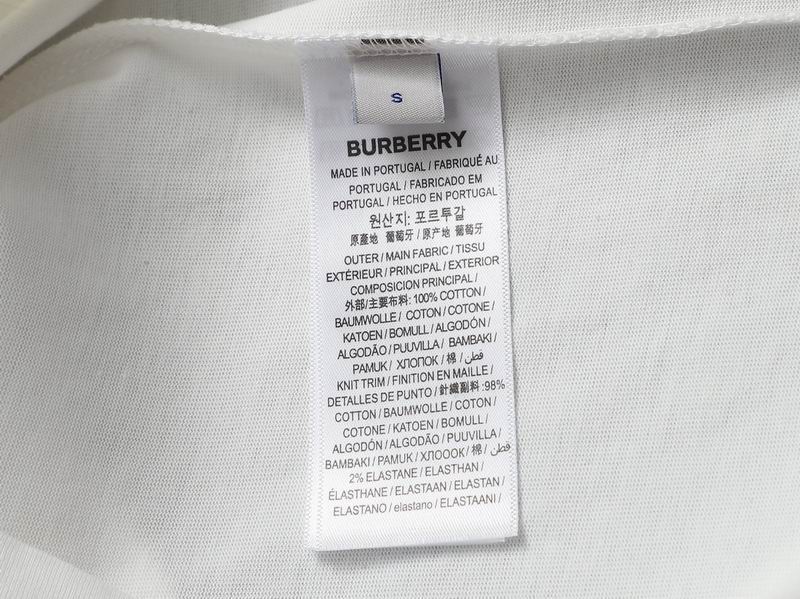 S
BURBERRY
MADE IN PORTUGAL / FABRIQUÉ AU
PORTUGAL / FABRICADO EM
PORTUGAL / HECHO EN PORTUGAL
원산지: 포르투갈
原產地 葡萄牙 / 原产地 葡萄牙
OUTER / MAIN FABRIC / TISSU
EXTÉRIEUR / PRINCIPAL / EXTERIOR
COMPOSICION PRINCIPAL /
外部/主要布料: 100% COTTON /
BAUMWOLLE / COTON / COTONE /
KATOEN / BOMULL / ALGODÓN /
ALGODÃO / PUUVILLA / BAMBAKI /
PAMUK / ХЛОПОК / 棉 / قطن /
KNIT TRIM / FINITION EN MAILLE /
DETALLES DE PUNTO / 針織副料 :98%
COTTON / BAUMWOLLE / COTON /
COTONE / KATOEN / BOMULL /
ALGODÓN / ALGODÃO / PUUVILLA /
BAMBAKI / PAMUK / ХЛОООК / 棉 / قطن
2% ELASTANE / ELASTHAN /
ÉLASTHANE / ELASTAAN / ELASTAN /
ELASTANO / elastano / ELASTAANI /